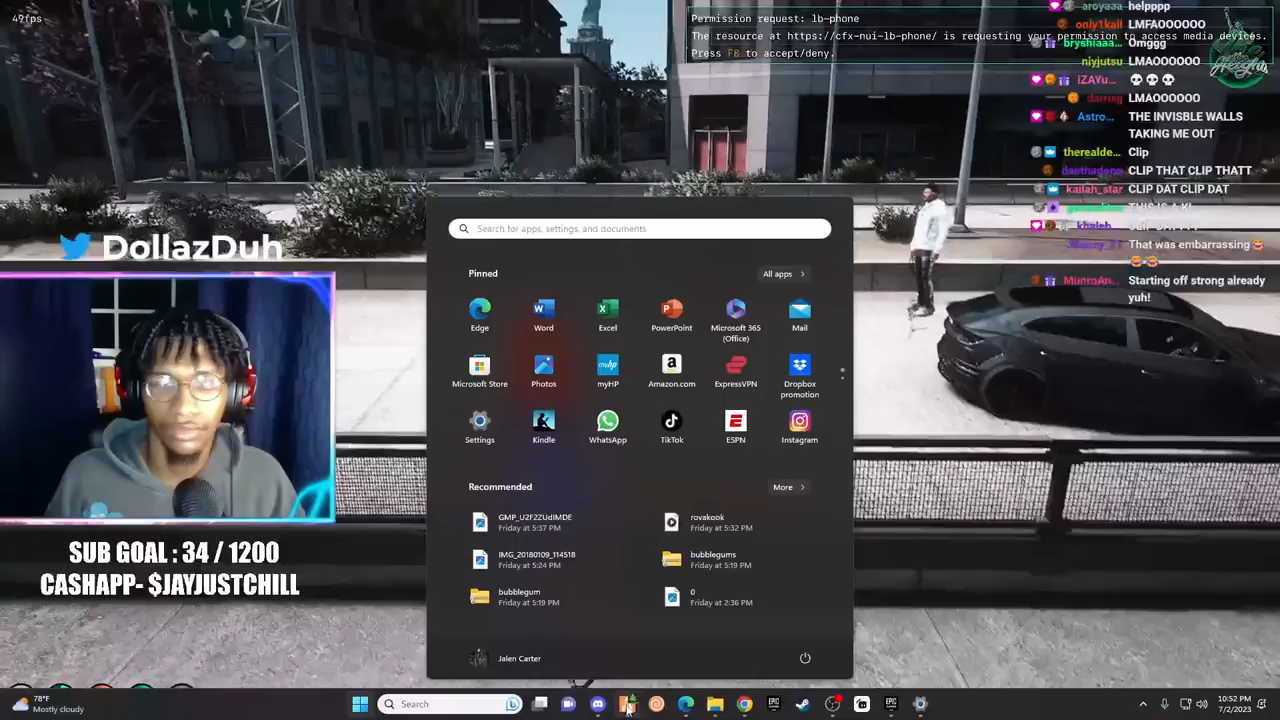 49fps
Permission request: lb-phone
The resource at https://cfx-nui-lb-phone/ is requesting your permission to access media devices.
Press F8 to accept/deny.
aroyaaa helpppp
only1kail LMFAOOOOOO
bryshiaaa... Omggg
niyjutsu LMAOOOOOO
iZAYu...
LMAOOOOOO
Astro... THE INVISBLE WALLS
TAKING ME OUT
therealde... Clip
CLIP THAT CLIP THATT
kailah_star CLIP DAT CLIP DAT
khaleh
That was embarrassing
MunroAn... Starting off strong already
yuh!
DollazDuh
SUB GOAL : 34 / 1200
CASHAPP- $JAYJUSTCHILL
Search for apps, settings, and documents
Pinned
All apps
Edge
Word
Excel
PowerPoint
Microsoft 365
(Office)
Mail
Microsoft Store
Photos
myHP
Amazon.com
ExpressVPN
Dropbox
promotion
Settings
Kindle
WhatsApp
TikTok
ESPN
Instagram
Recommended
More
GMP_U2F2ZUdIMDE
Friday at 5:37 PM
rovakook
Friday at 5:32 PM
IMG_20180109_114518
Friday at 5:24 PM
bubblegums
Friday at 5:19 PM
bubblegum
Friday at 5:19 PM
0
Friday at 2:36 PM
Jalen Carter
78°F
Mostly cloudy
Search
10:52 PM
7/2/2023